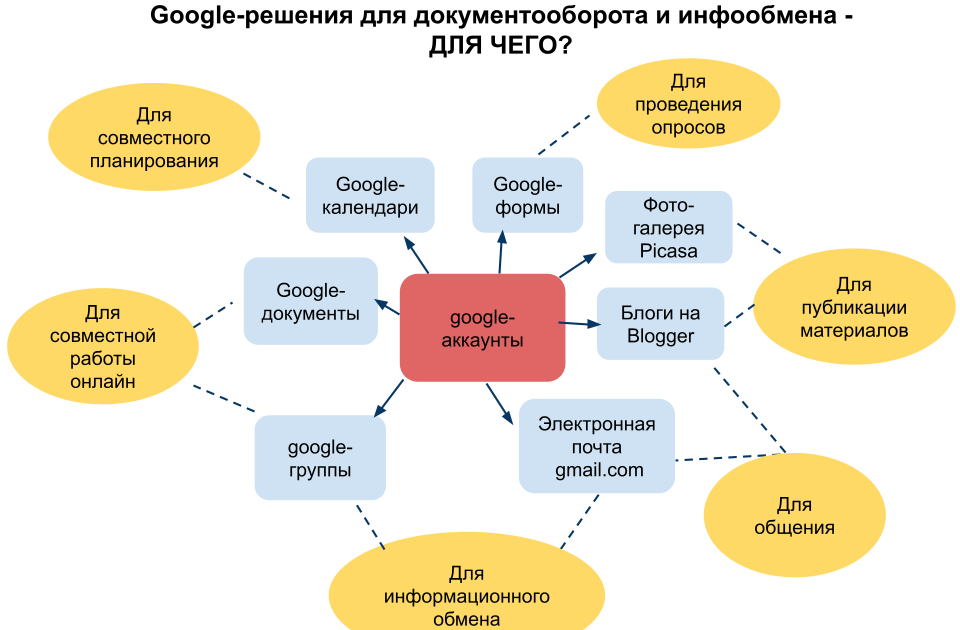 Google-решения для документооборота и инфообмена -
ДЛЯ ЧЕГО?
Для
совместного
планирования
Для
проведения
опросов
Google-
календари
Google-
формы
Фото-
галерея
Picasa
Google-
документы
google-
аккаунты
Блоги на
Blogger
Для
публикации
материалов
Для
совместной
работы
онлайн
google-
группы
Электронная
почта
gmail.com
Для
общения
Для
информационного
обмена